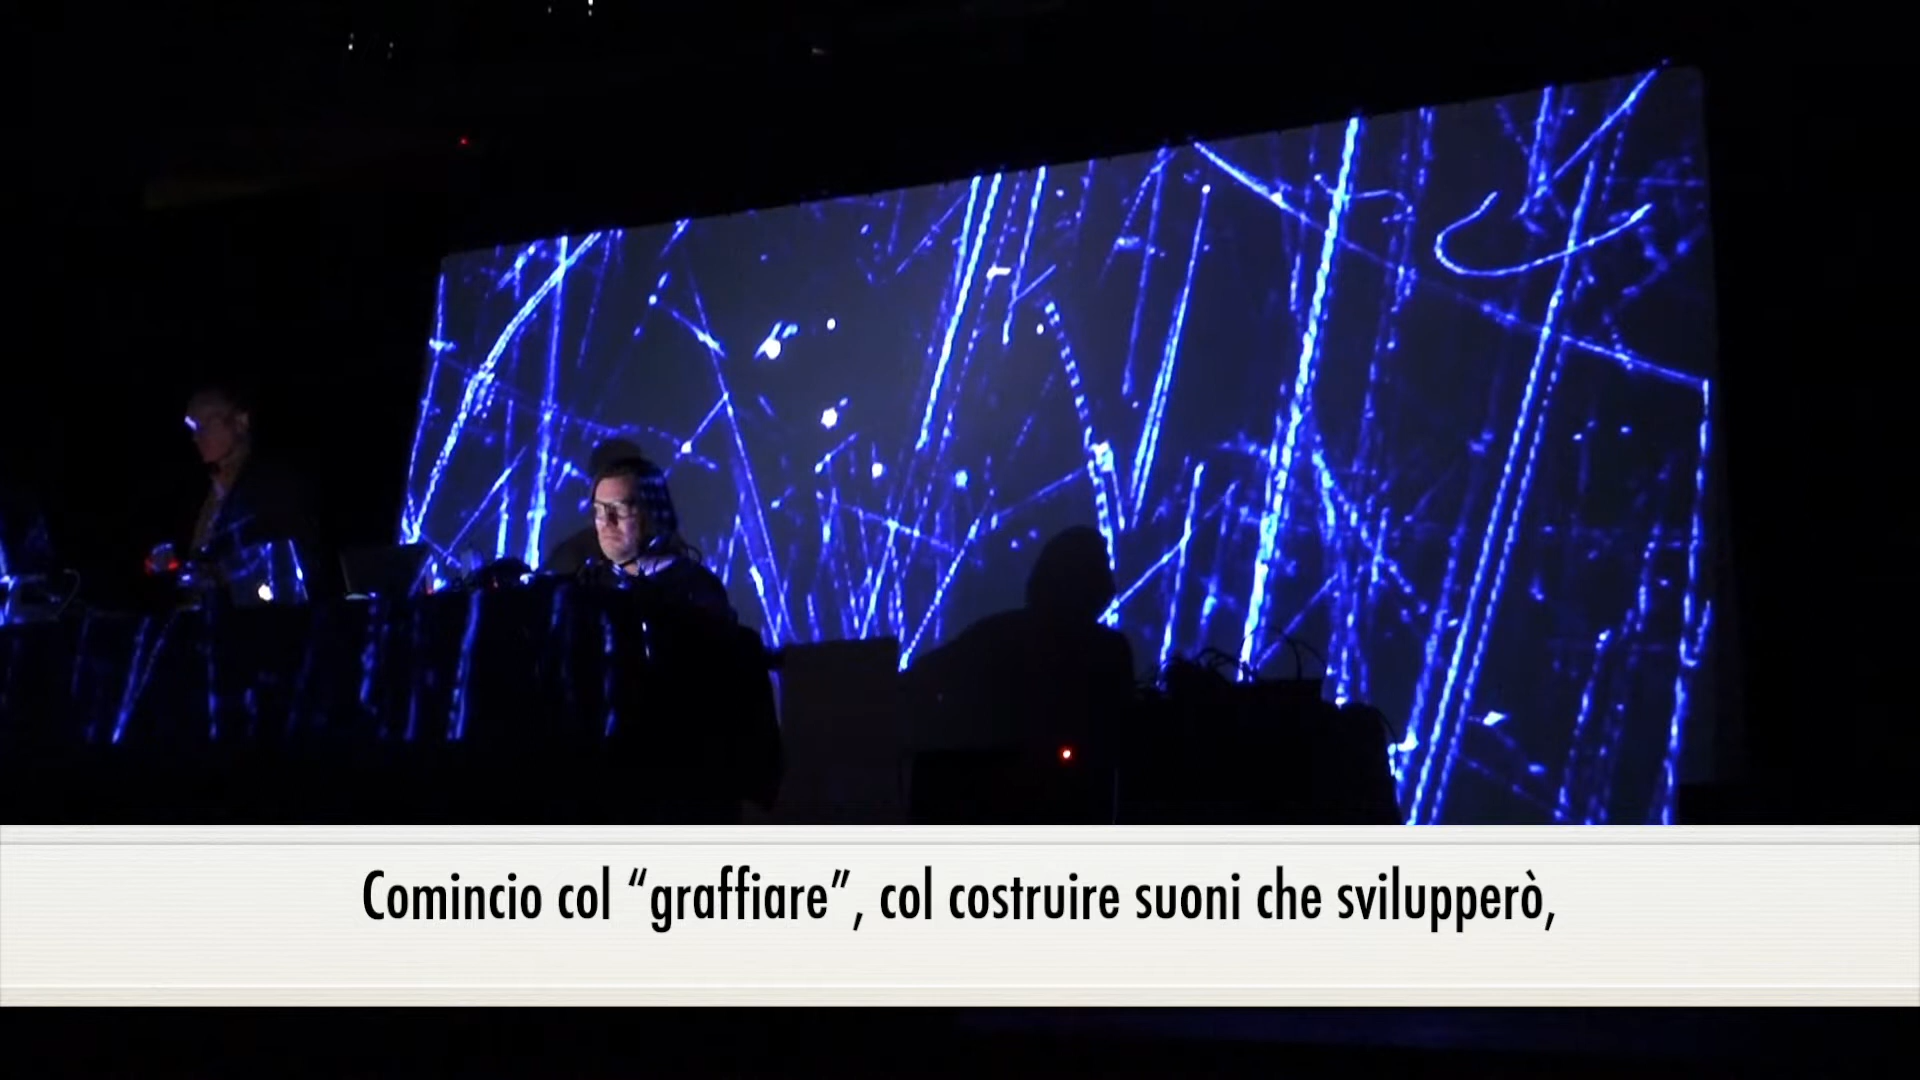 Comincio col “graffiare”, col costruire suoni che svilupperò,